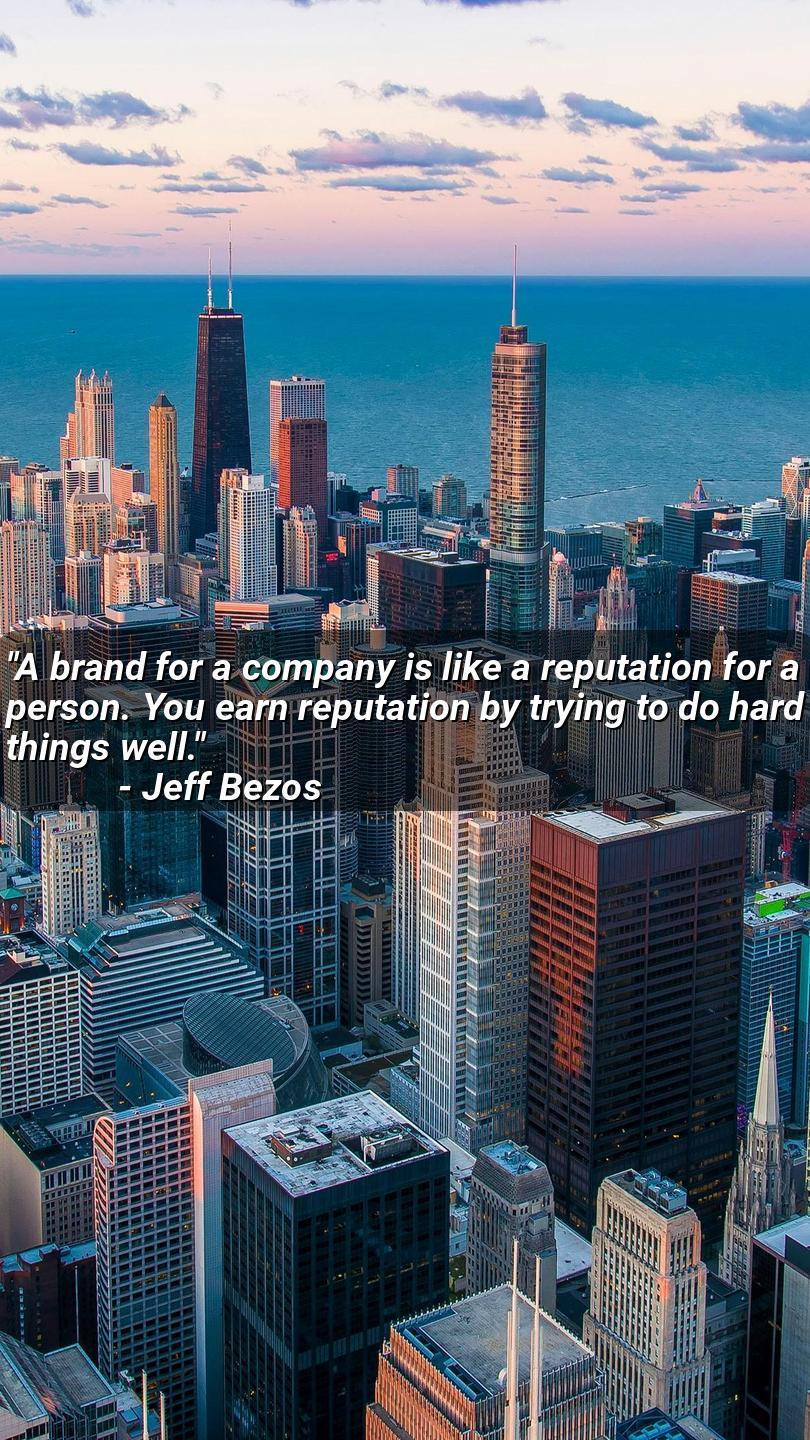 "A brand for a company is like a reputation for a
person. You earn reputation by trying to do hard
things well."
- Jeff Bezos